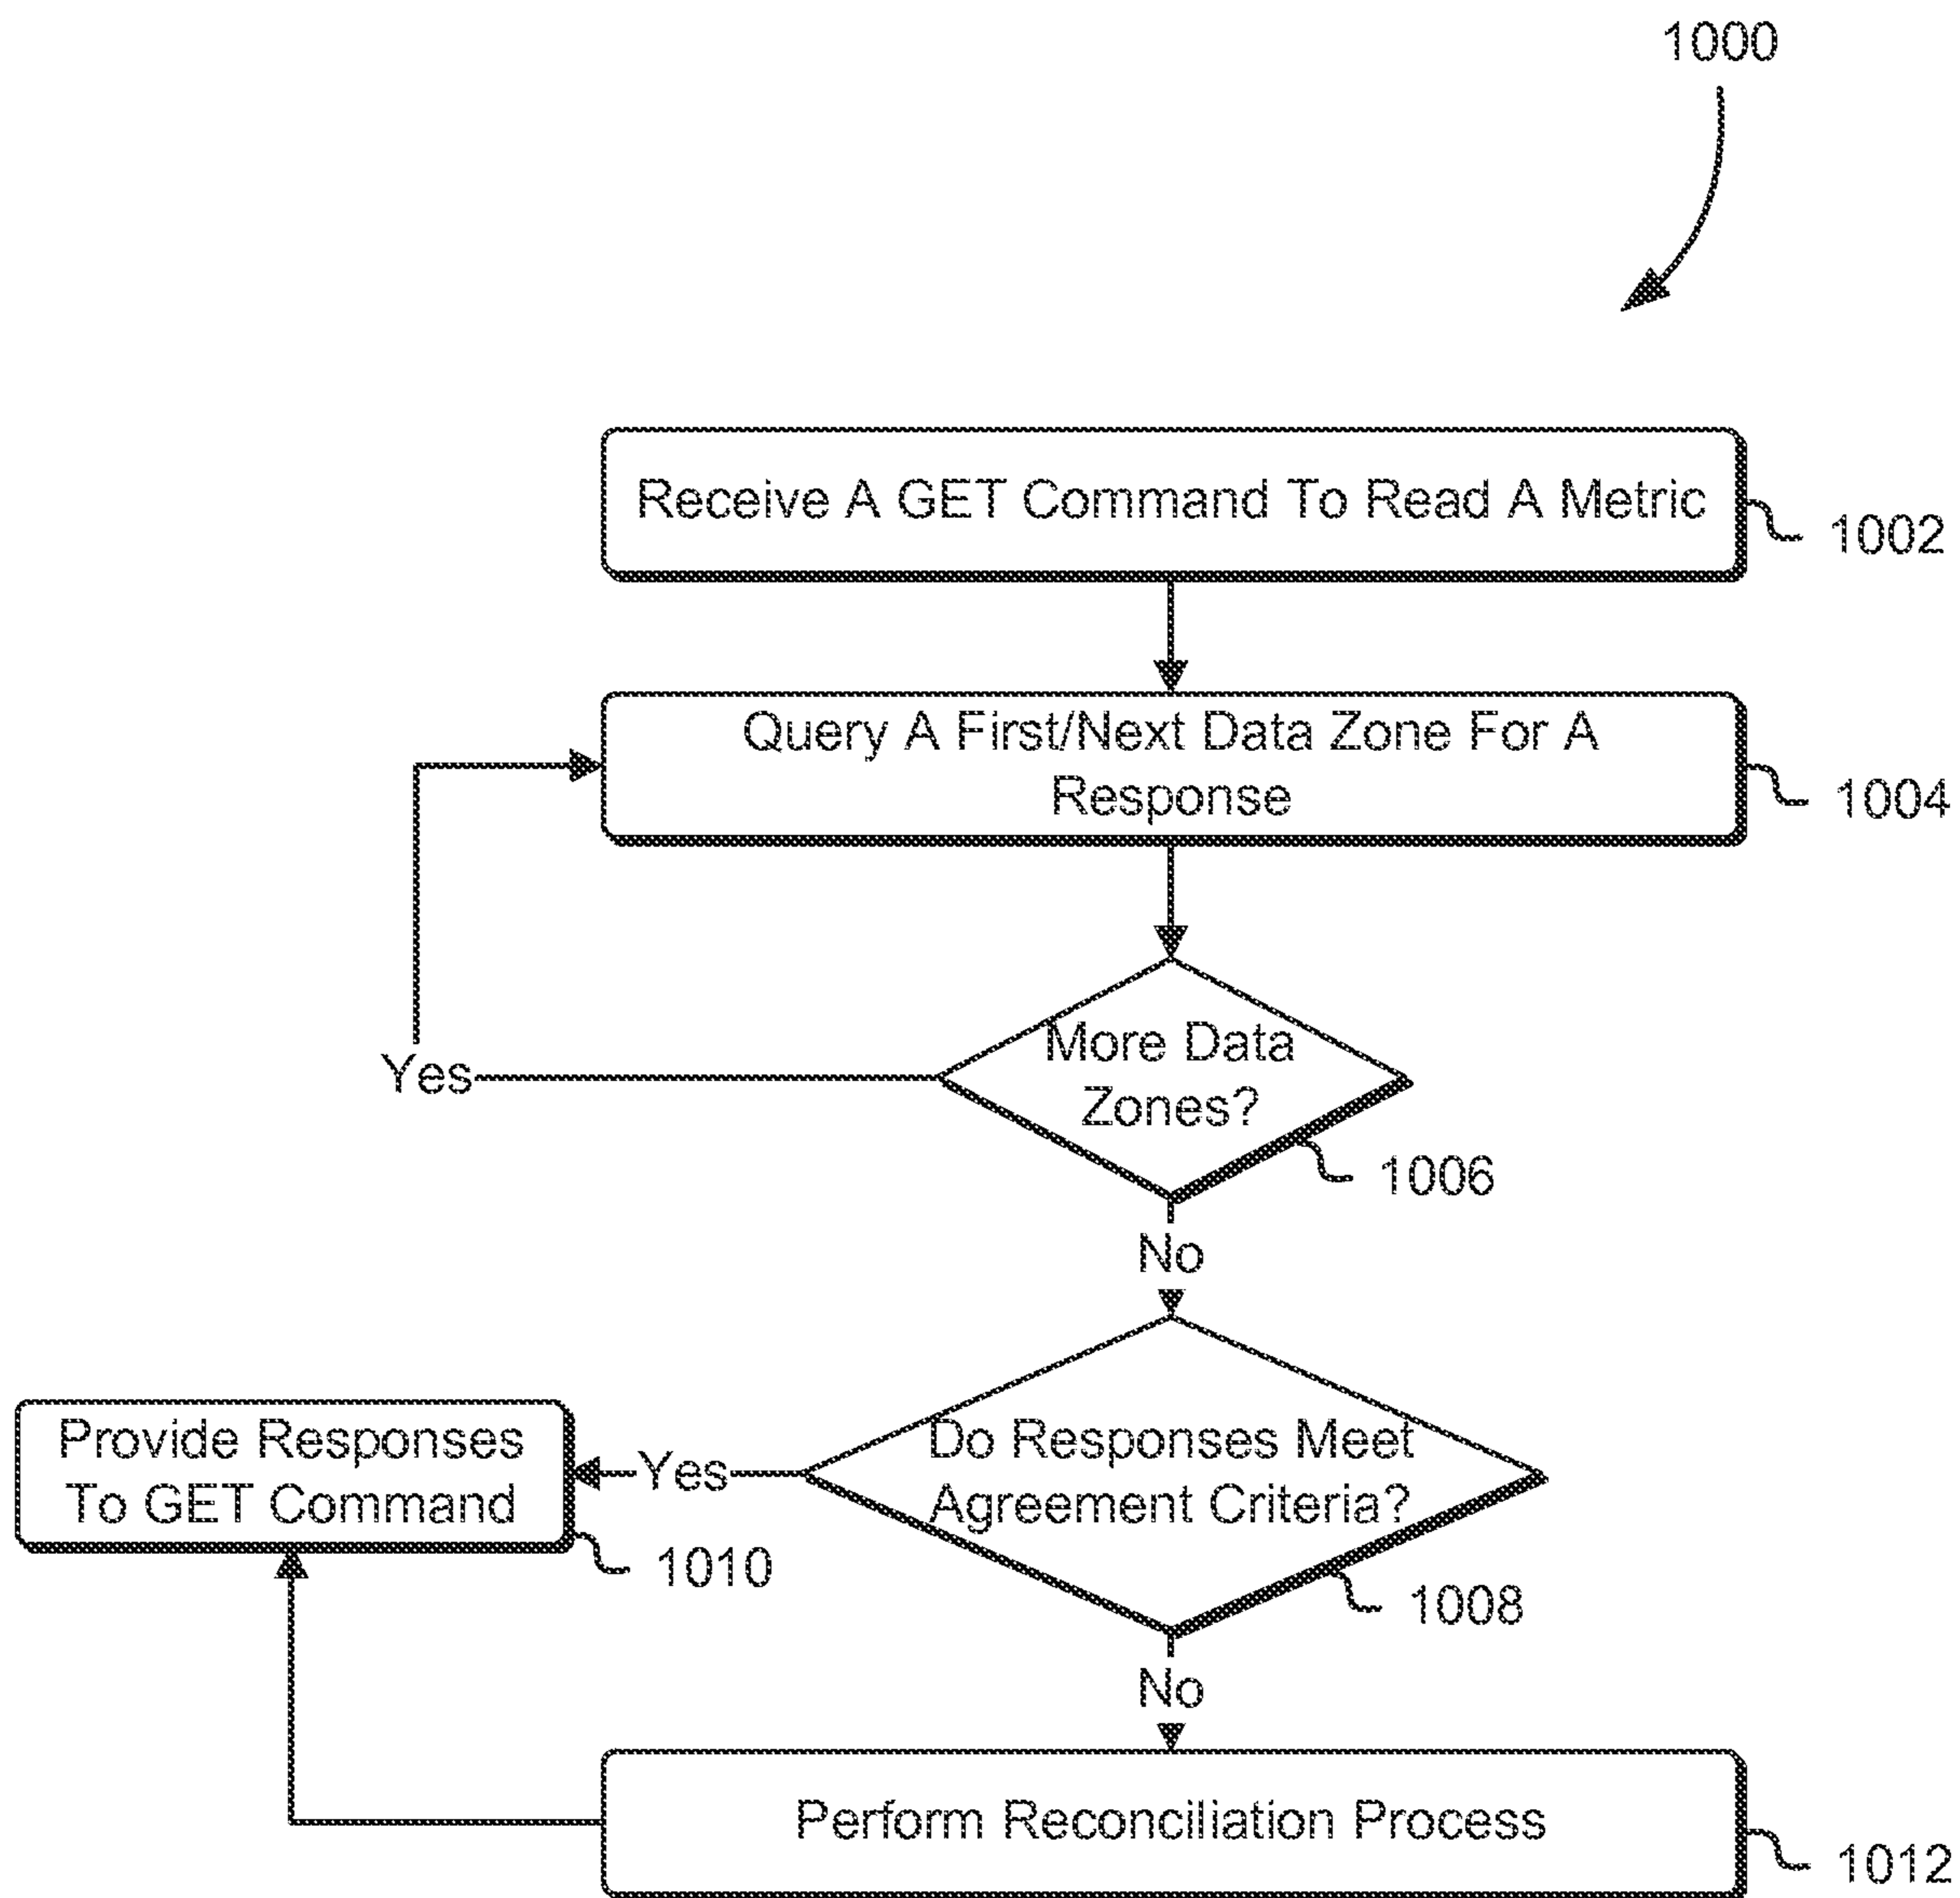 1000
Receive A GET Command To Read A Metric
1002
Query A First/Next Data Zone For A
Response
1004
Yes
More Data
Zones?
1006
No
Provide Responses
To GET Command
1010
Yes
Do Responses Meet
Agreement Criteria?
1008
No
Perform Reconciliation Process
1012